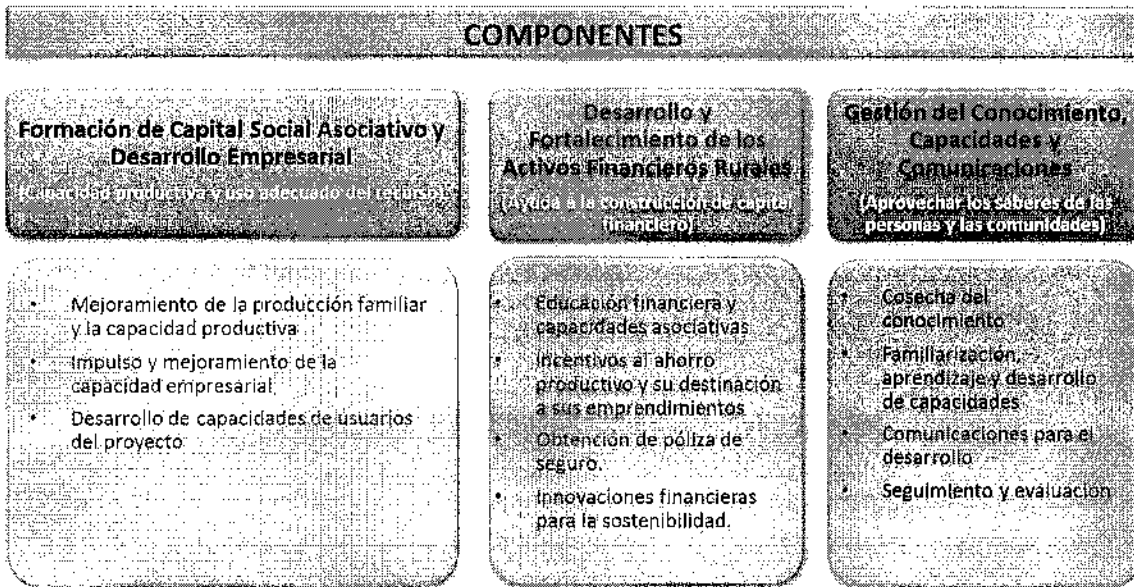 COMPONENTES
Formación de Capital Social Asociativo y
Desarrollo Empresarial
(Capacidad productiva y uso adecuado del recurso)
Desarrollo y
Fortalecimiento de los
Activos Financieros Rurales
(Ayuda a la construcción de capital
financiero)
Gestión del Conocimiento,
Capacidades y
Comunicaciones
(Aprovechar los saberes de las
personas y las comunidades)
• Mejoramiento de la producción familiar
y la capacidad productiva
• Impulso y mejoramiento de la
capacidad empresarial
• Desarrollo de capacidades de usuarios
del proyecto
• Educación financiera y
capacidades asociativas
• Incentivos al ahorro
productivo y su destinación
a sus emprendimientos
• Obtención de póliza de
seguro.
• Innovaciones financieras
para la sostenibilidad.
• Cosecha del
conocimiento
• Familiarización,
aprendizaje y desarrollo
de capacidades
• Comunicaciones para el
desarrollo
• Seguimiento y evaluación